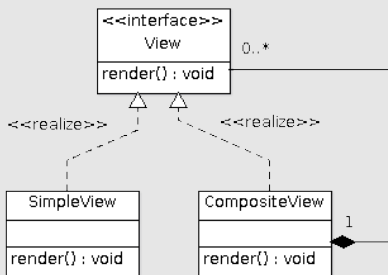 <<interface>>
View
0..*
render() : void
<<realize>>
<<realize>>
SimpleView
CompositeView
1
render() : void
render() : void